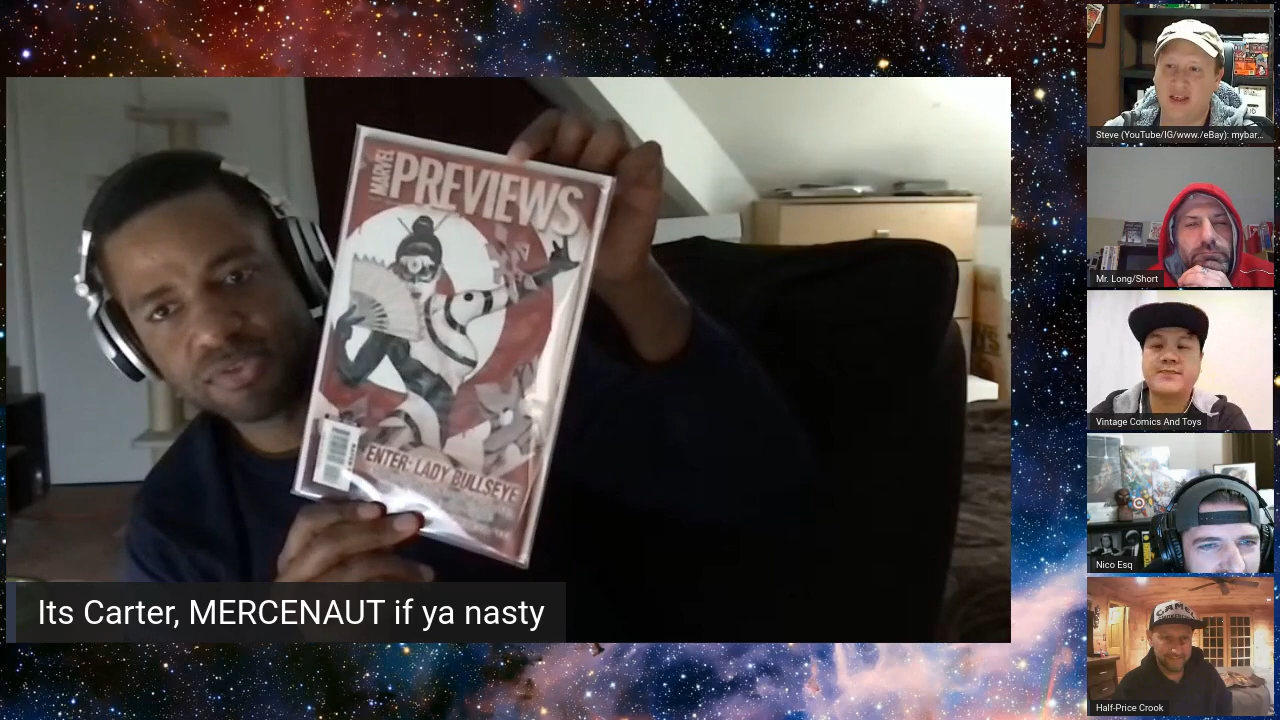 MARVEL
PREVIEWS
ENTER: LADY BULLSEYE
Its Carter, MERCENAUT if ya nasty
Steve (YouTube/IG/www./eBay): mybar...
Mr. Long/Short
Vintage Comics And Toys
Nico Esq
Half-Price Crook